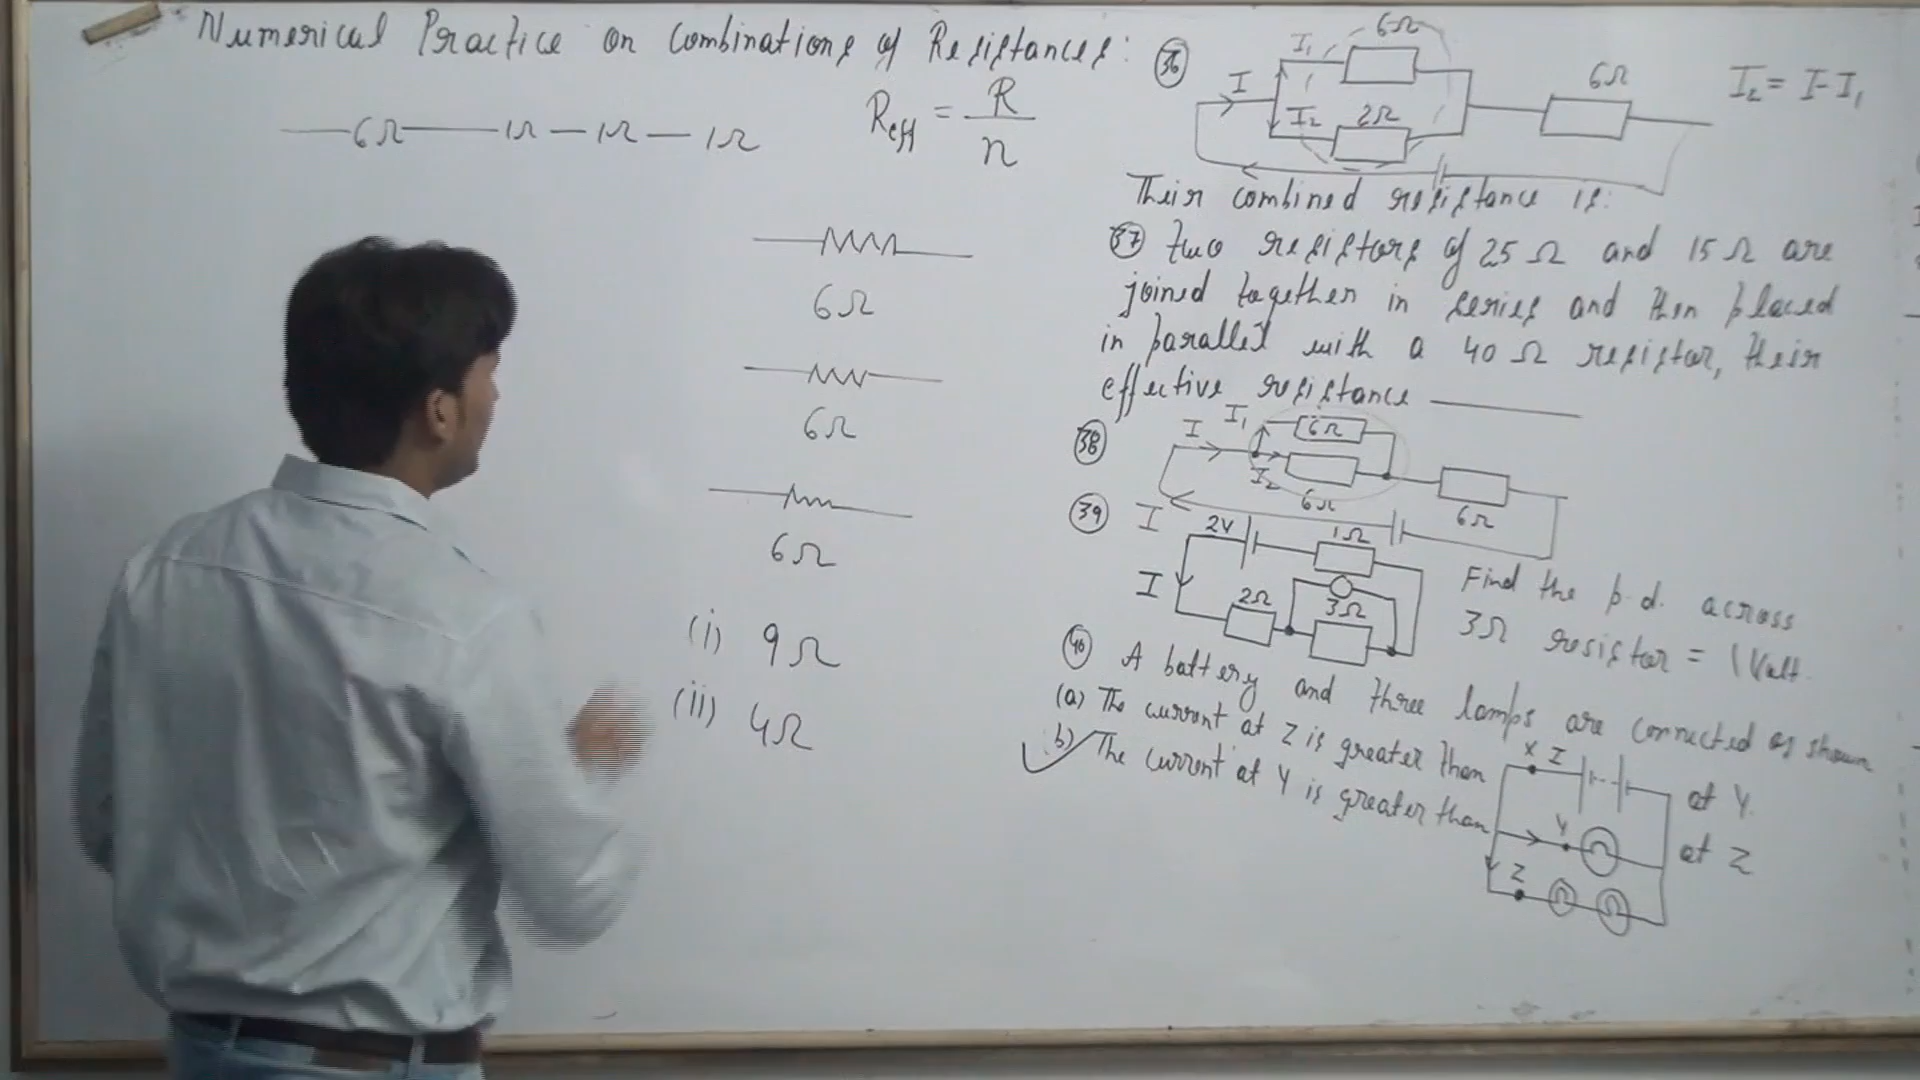 Numerical Practice on Combinations of Resistances:
6Ω 1Ω 1Ω 1Ω
Reff = R/n
6Ω
6Ω
6Ω
(i) 9Ω
(ii) 4Ω
36
I I₁ 6Ω
I₂ 2Ω
6Ω
I₂ = I-I₁
Their combined resistance is:
37 Two resistors of 25Ω and 15Ω are
joined together in series and then placed
in parallel with a 40Ω resistor, their
effective resistance
38
I I₁ 6Ω
I₂ 6Ω
6Ω
I
39
2V 1Ω
I 2Ω 3Ω
Find the p.d. across
3Ω resistor = 1 Volt.
40 A battery and three lamps are connected as shown
(a) The current at Z is greater than at Y.
b) The current at Y is greater than at Z
X I
Y
Z